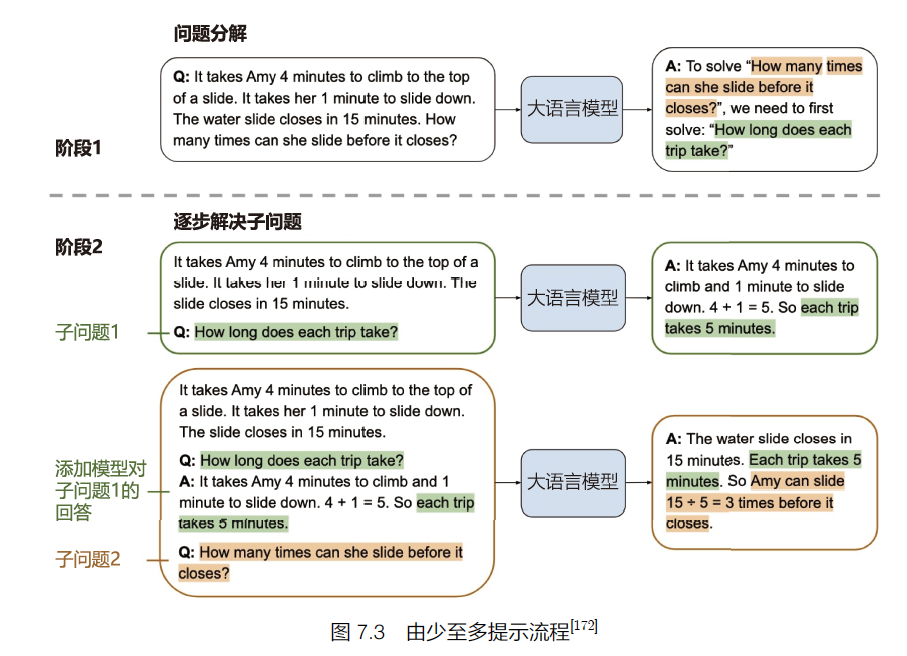 问题分解
Q: It takes Amy 4 minutes to climb to the top
of a slide. It takes her 1 minute to slide down.
The water slide closes in 15 minutes. How
many times can she slide before it closes?
大语言模型
A: To solve “How many times
can she slide before it
closes?”, we need to first
solve: “How long does each
trip take?”
阶段1
逐步解决子问题
阶段2
It takes Amy 4 minutes to climb to the top of a
slide. It takes her 1 minute to slide down. The
slide closes in 15 minutes.
子问题1
Q: How long does each trip take?
大语言模型
A: It takes Amy 4 minutes to
climb and 1 minute to slide
down. 4 + 1 = 5. So each trip
takes 5 minutes.
It takes Amy 4 minutes to climb to the top of
a slide. It takes her 1 minute to slide down.
The slide closes in 15 minutes.
Q: How long does each trip take?
A: It takes Amy 4 minutes to climb and 1
minute to slide down. 4 + 1 = 5. So each trip
takes 5 minutes.
添加模型对
子问题1的
回答
子问题2
Q: How many times can she slide before it
closes?
大语言模型
A: The water slide closes in
15 minutes. Each trip takes 5
minutes. So Amy can slide
15 ÷ 5 = 3 times before it
closes.
图 7.3 由少至多提示流程[172]